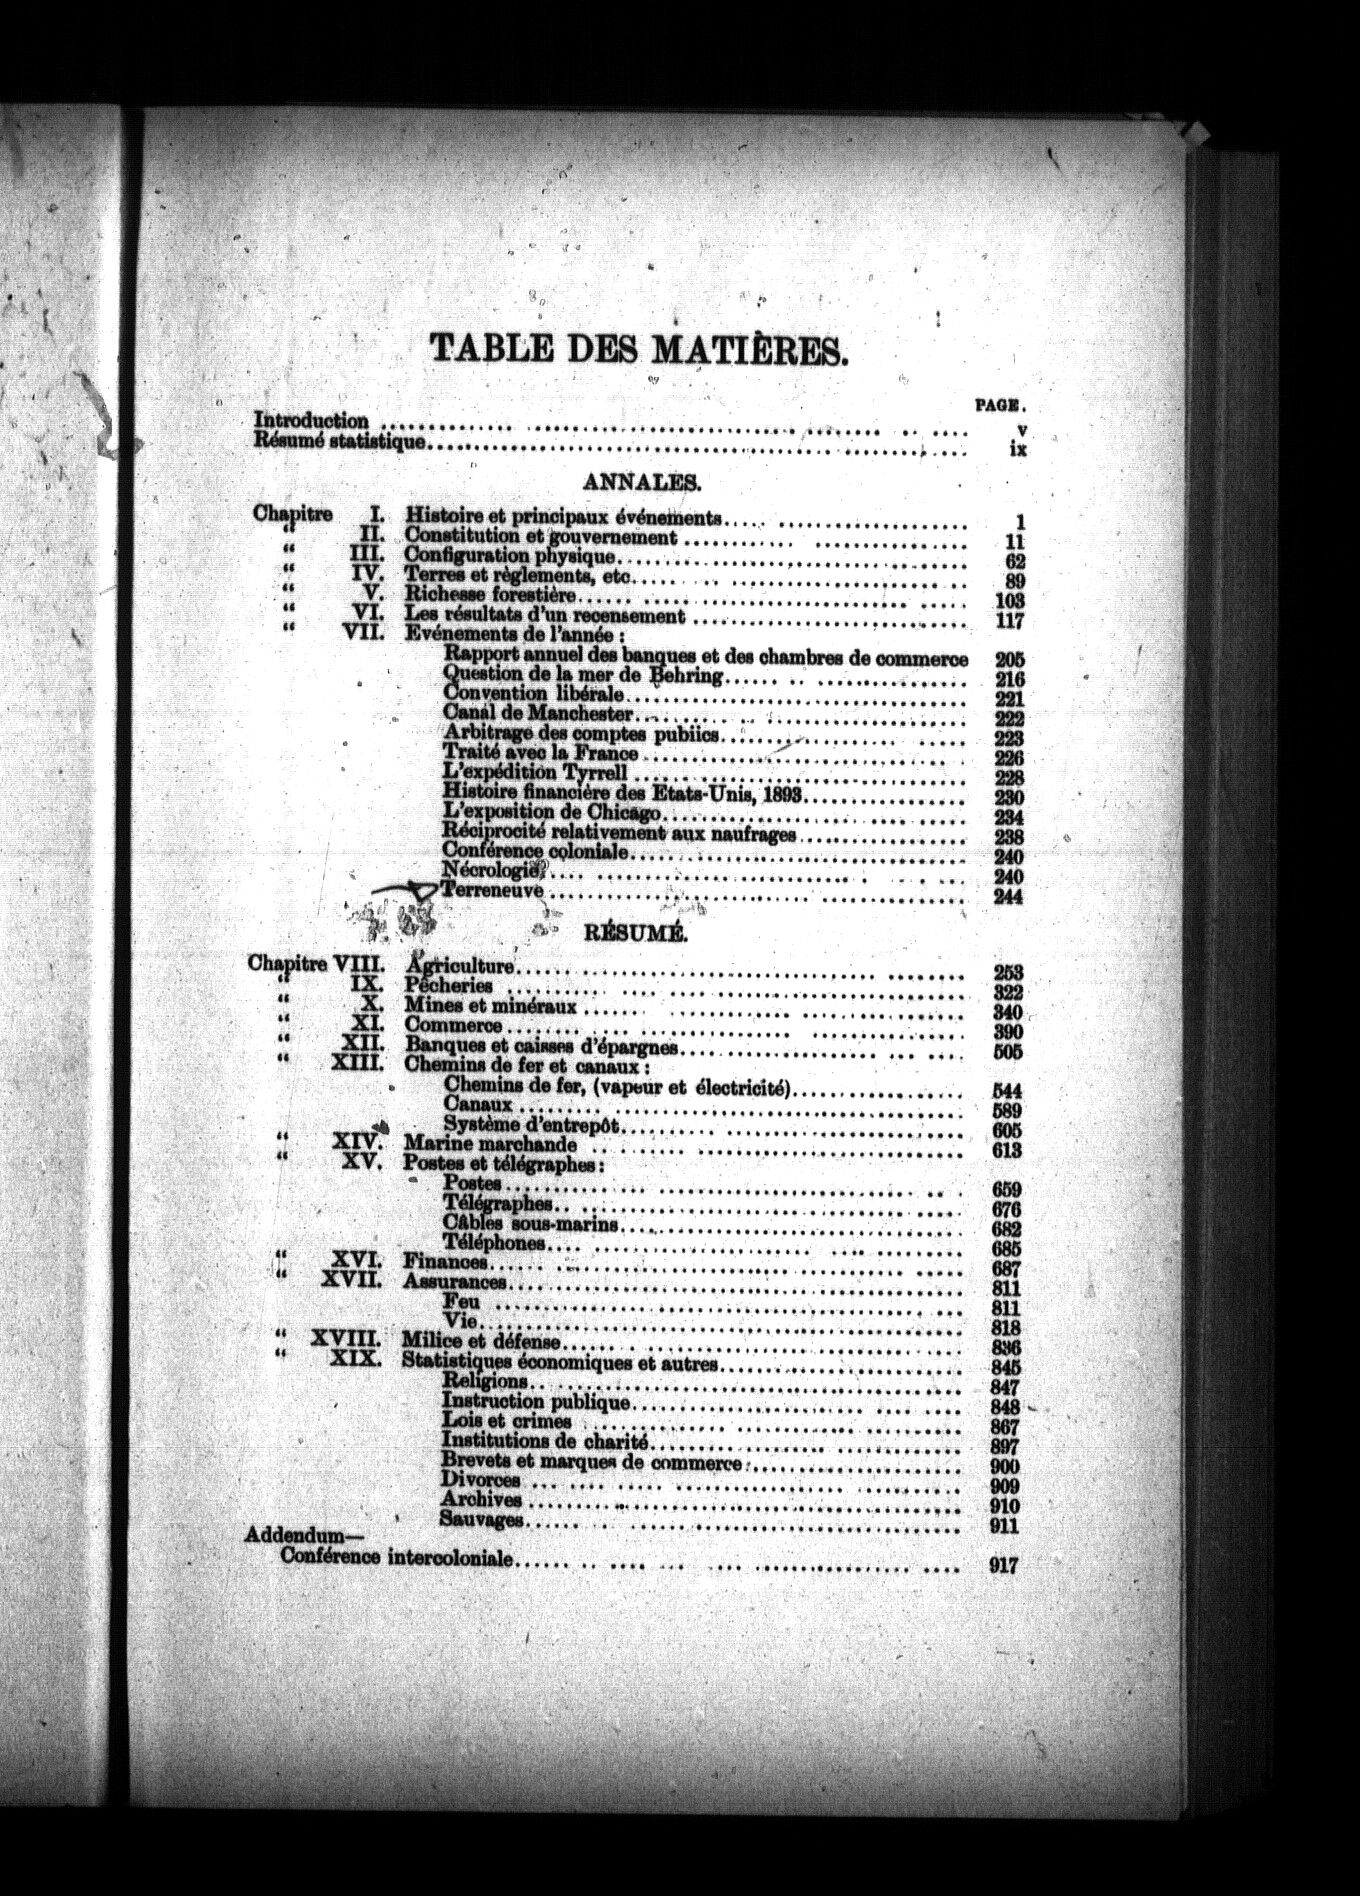 TABLE DES MATIÈRES.
PAGE.
Introduction .......... v
Résumé statistique .......... ix
ANNALES.
Chapitre I. Histoire et principaux événements .......... 1
“ II. Constitution et gouvernement .......... 11
“ III. Configuration physique .......... 62
“ IV. Terres et règlements, etc .......... 89
“ V. Richesse forestière .......... 103
“ VI. Les résultats d'un recensement .......... 117
“ VII. Evénements de l'année :
Rapport annuel des banques et des chambres de commerce 205
Question de la mer de Behring .......... 216
Convention libérale .......... 221
Canal de Manchester .......... 222
Arbitrage des comptes publics .......... 223
Traité avec la France .......... 226
L'expédition Tyrrell .......... 228
Histoire financière des Etats-Unis, 1893 .......... 230
L'exposition de Chicago .......... 234
Réciprocité relativement aux naufrages .......... 238
Conférence coloniale .......... 240
Nécrologie .......... 240
Terreneuve .......... 244
RÉSUMÉ.
Chapitre VIII. Agriculture .......... 253
“ IX. Pêcheries .......... 322
“ X. Mines et minéraux .......... 340
“ XI. Commerce .......... 390
“ XII. Banques et caisses d'épargnes .......... 505
“ XIII. Chemins de fer et canaux :
Chemins de fer, (vapeur et électricité) .......... 544
Canaux .......... 589
Système d'entrepôt .......... 605
“ XIV. Marine marchande .......... 613
“ XV. Postes et télégraphes :
Postes .......... 659
Télégraphes .......... 676
Câbles sous-marins .......... 682
Téléphones .......... 685
“ XVI. Finances .......... 687
“ XVII. Assurances .......... 811
Feu .......... 811
Vie .......... 818
“ XVIII. Milice et défense .......... 836
“ XIX. Statistiques économiques et autres .......... 845
Religions .......... 847
Instruction publique .......... 848
Lois et crimes .......... 867
Institutions de charité .......... 897
Brevets et marques de commerce .......... 900
Divorces .......... 909
Archives .......... 910
Sauvages .......... 911
Addendum—
Conférence intercoloniale .......... 917